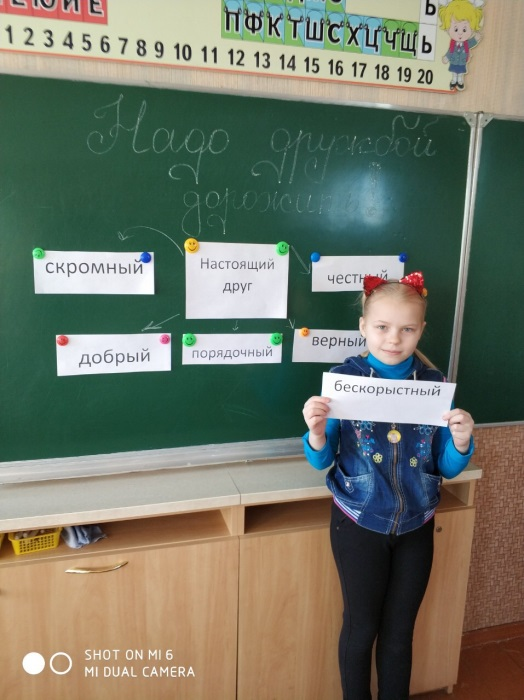 Ь
ПФКТШСХЦЧЩЬ
1 2 3 4 5 6 7 8 9 10 11 12 13 14 15 16 17 18 19 20
Надо дружбой
дорожить
скромный
Настоящий
друг
честный
добрый
порядочный
верный
бескорыстный
SHOT ON MI 6
MI DUAL CAMERA